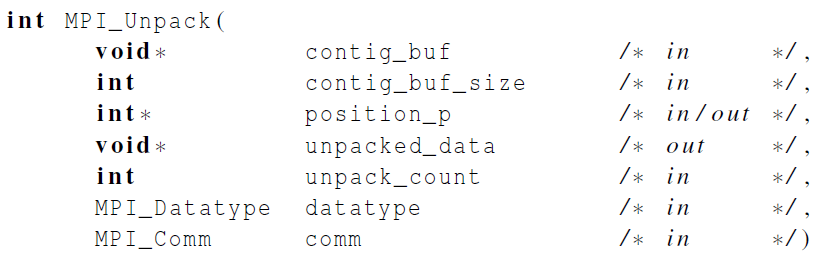 int MPI_Unpack(
void* contig_buf /* in */,
int contig_buf_size /* in */,
int* position_p /* in/out */,
void* unpacked_data /* out */,
int unpack_count /* in */,
MPI_Datatype datatype /* in */,
MPI_Comm comm /* in */)